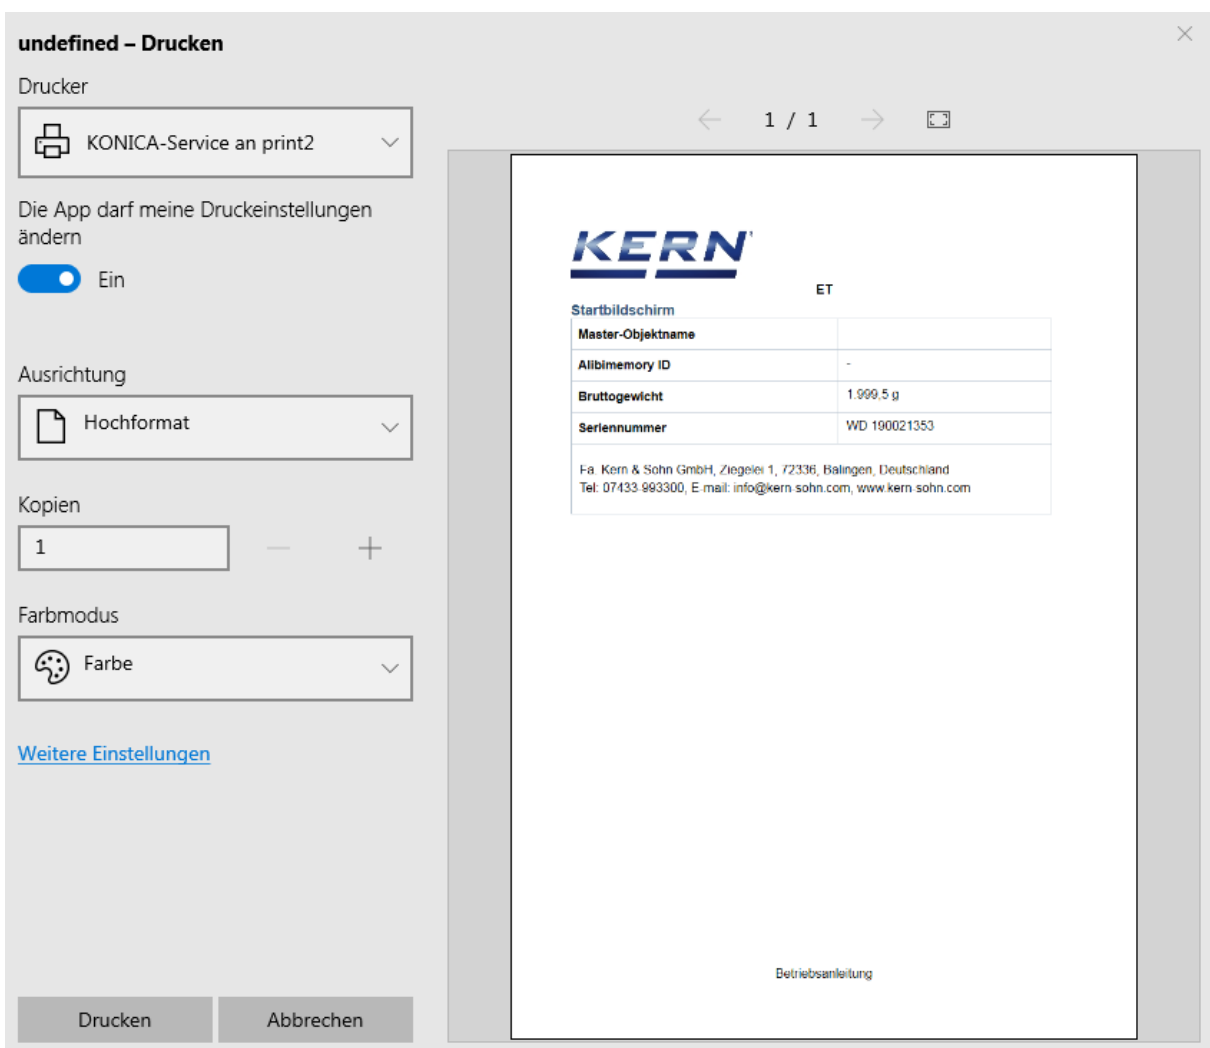 undefined – Drucken
Drucker
KONICA-Service an print2
Die App darf meine Druckeinstellungen
ändern
Ein
Ausrichtung
Hochformat
Kopien
1
Farbmodus
Farbe
Weitere Einstellungen
Drucken Abbrechen
1 / 1
KERN
ET
Startbildschirm
Master-Objektname
Alibimemory ID -
Bruttogewicht 1.999,5 g
Seriennummer WD 190021353
Fa. Kern & Sohn GmbH, Ziegelei 1, 72336, Balingen, Deutschland
Tel: 07433-993300, E-mail: info@kern-sohn.com, www.kern-sohn.com
Betriebsanleitung